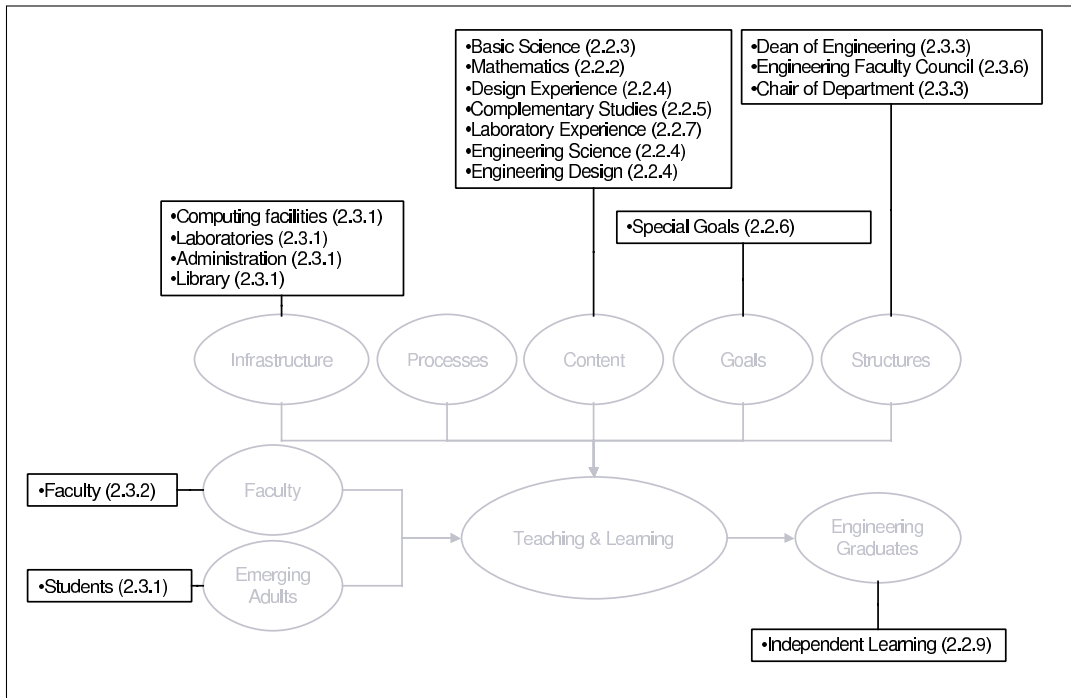 •Basic Science (2.2.3)
•Mathematics (2.2.2)
•Design Experience (2.2.4)
•Complementary Studies (2.2.5)
•Laboratory Experience (2.2.7)
•Engineering Science (2.2.4)
•Engineering Design (2.2.4)
•Dean of Engineering (2.3.3)
•Engineering Faculty Council (2.3.6)
•Chair of Department (2.3.3)
•Computing facilities (2.3.1)
•Laboratories (2.3.1)
•Administration (2.3.1)
•Library (2.3.1)
•Special Goals (2.2.6)
Infrastructure
Processes
Content
Goals
Structures
•Faculty (2.3.2)
Faculty
•Students (2.3.1)
Emerging
Adults
Teaching & Learning
Engineering
Graduates
•Independent Learning (2.2.9)